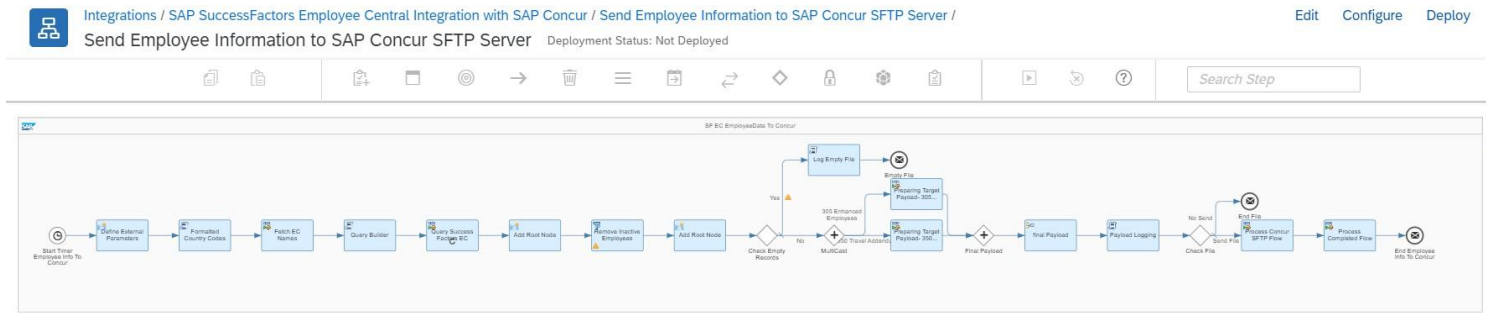 Integrations / SAP SuccessFactors Employee Central Integration with SAP Concur / Send Employee Information to SAP Concur SFTP Server /
Edit
Configure
Deploy
Send Employee Information to SAP Concur SFTP Server
Deployment Status: Not Deployed
Search Step
SAP
SF EC EmployeeData To Concur
Start Timer
Employee Info To
Concur
Define External
Parameters
Formatted
Country Codes
Fetch EC
Names
Query Builder
Query Success
Factors EC
Add Root Node
Remove Inactive
Employees
Add Root Node
Check Empty
Records
Yes
No
Log Empty File
Empty File
MultiCast
305 Enhanced
Employees
Travel Addendu
Preparing Target
Payload- 305...
Preparing Target
Payload- 350...
Final Payload
final Payload
Payload Logging
Check File
No Send
End File
Send File
Process Concur
SFTP Flow
Process
Completed Flow
End Employee
Info To Concur